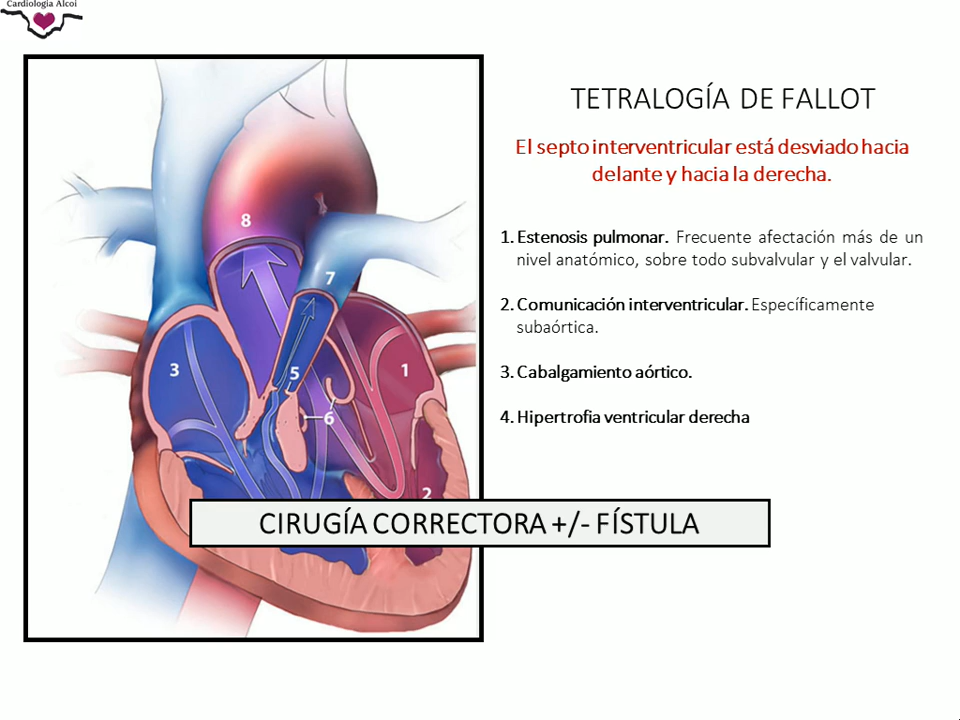 Cardiología Alcoi
TETRALOGÍA DE FALLOT
El septo interventricular está desviado hacia
delante y hacia la derecha.
1. Estenosis pulmonar. Frecuente afectación más de un
nivel anatómico, sobre todo subvalvular y el valvular.
2. Comunicación interventricular. Específicamente
subaórtica.
3. Cabalgamiento aórtico.
4. Hipertrofia ventricular derecha
8
7
3
5
1
6
2
CIRUGÍA CORRECTORA +/- FÍSTULA